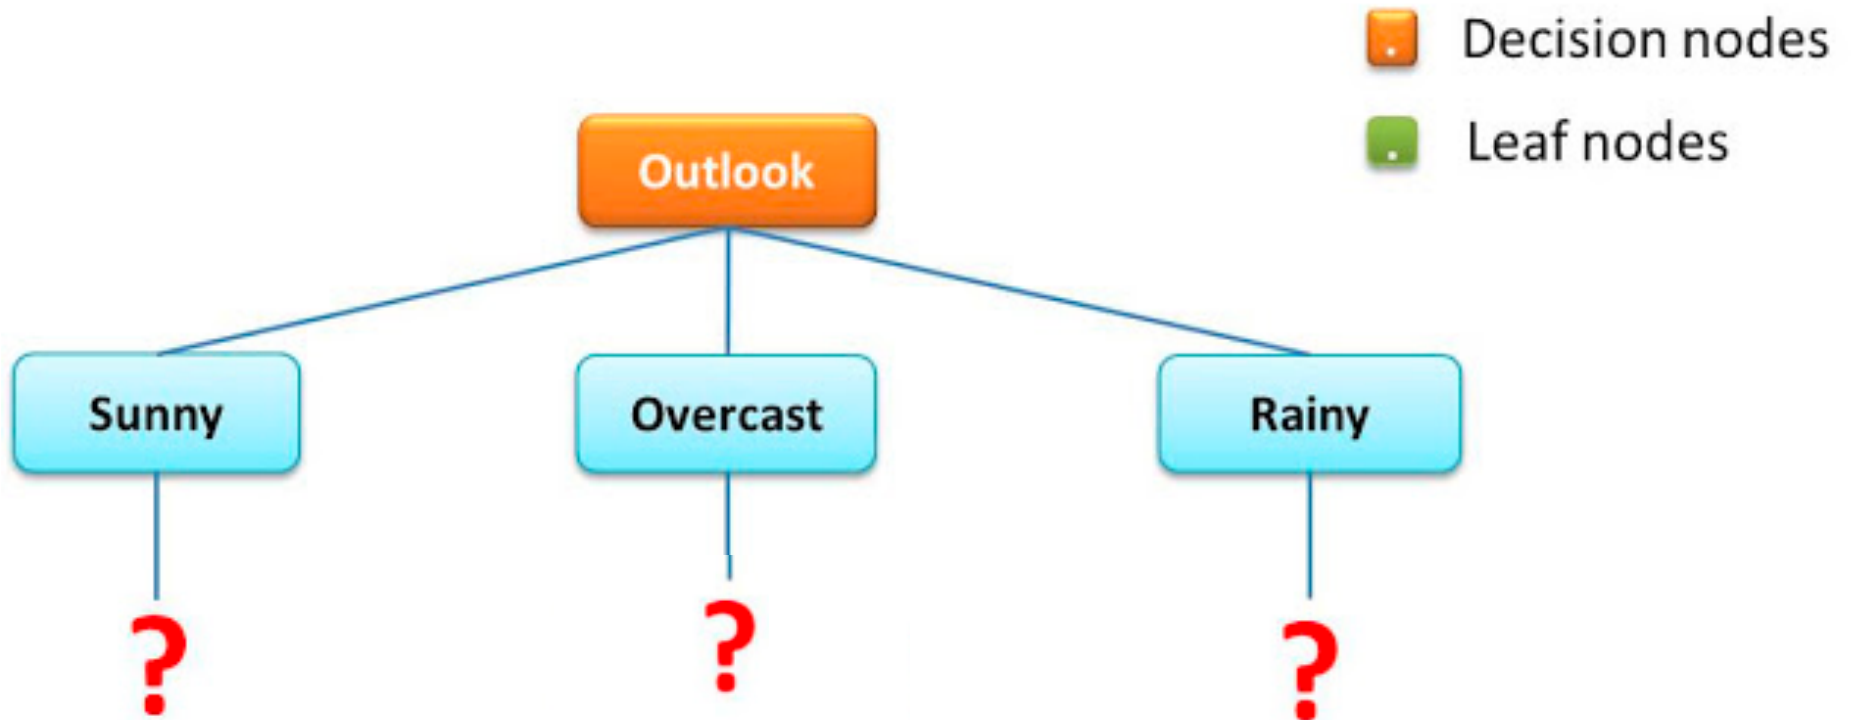 Decision nodes
Leaf nodes
Outlook
Sunny
Overcast
Rainy
?
?
?